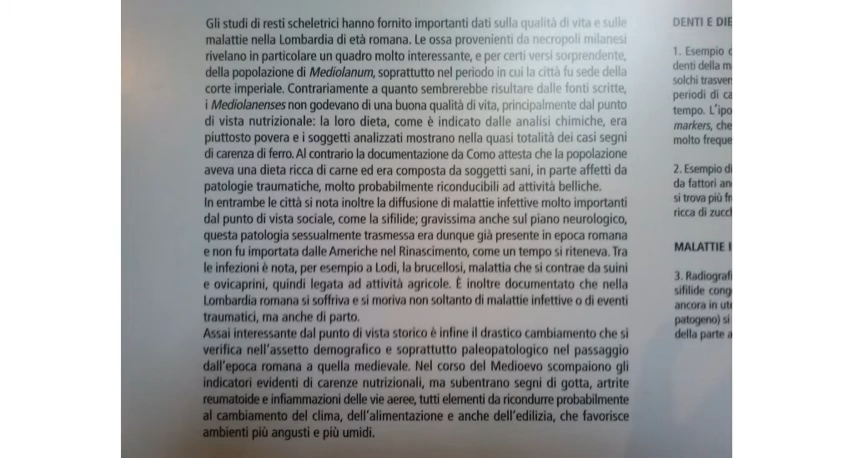 Gli studi di resti scheletrici hanno fornito importanti dati sulla qualità di vita e sulle
malattie nella Lombardia di età romana. Le ossa provenienti da necropoli milanesi
rivelano in particolare un quadro molto interessante, e per certi versi sorprendente,
della popolazione di Mediolanum, soprattutto nel periodo in cui la città fu sede della
corte imperiale. Contrariamente a quanto sembrerebbe risultare dalle fonti scritte,
i Mediolanenses non godevano di una buona qualità di vita, principalmente dal punto
di vista nutrizionale: la loro dieta, come è indicato dalle analisi chimiche, era
piuttosto povera e i soggetti analizzati mostrano nella quasi totalità dei casi segni
di carenza di ferro. Al contrario la documentazione da Como attesta che la popolazione
aveva una dieta ricca di carne ed era composta da soggetti sani, in parte affetti da
patologie traumatiche, molto probabilmente riconducibili ad attività belliche.
In entrambe le città si nota inoltre la diffusione di malattie infettive molto importanti
dal punto di vista sociale, come la sifilide; gravissima anche sul piano neurologico,
questa patologia sessualmente trasmessa era dunque già presente in epoca romana
e non fu importata dalle Americhe nel Rinascimento, come un tempo si riteneva. Tra
le infezioni è nota, per esempio a Lodi, la brucellosi, malattia che si contrae da suini
e ovicaprini, quindi legata ad attività agricole. È inoltre documentato che nella
Lombardia romana si soffriva e si moriva non soltanto di malattie infettive o di eventi
traumatici, ma anche di parto.
Assai interessante dal punto di vista storico è infine il drastico cambiamento che si
verifica nell'assetto demografico e soprattutto paleopatologico nel passaggio
dall'epoca romana a quella medievale. Nel corso del Medioevo scompaiono gli
indicatori evidenti di carenze nutrizionali, ma subentrano segni di gotta, artrite
reumatoide e infiammazioni delle vie aeree, tutti elementi da ricondurre probabilmente
al cambiamento del clima, dell'alimentazione e anche dell'edilizia, che favorisce
ambienti più angusti e più umidi.
DENTI E DIE
1. Esempio
denti della m
solchi trasver
periodi di ca
tempo. L'ipo
markers, che
molto freque
2. Esempio di
da fattori an
si trova più fr
ricca di zucch
MALATTIE I
3. Radiografi
sifilide cong
ancora in ute
patogeno) si
della parte a